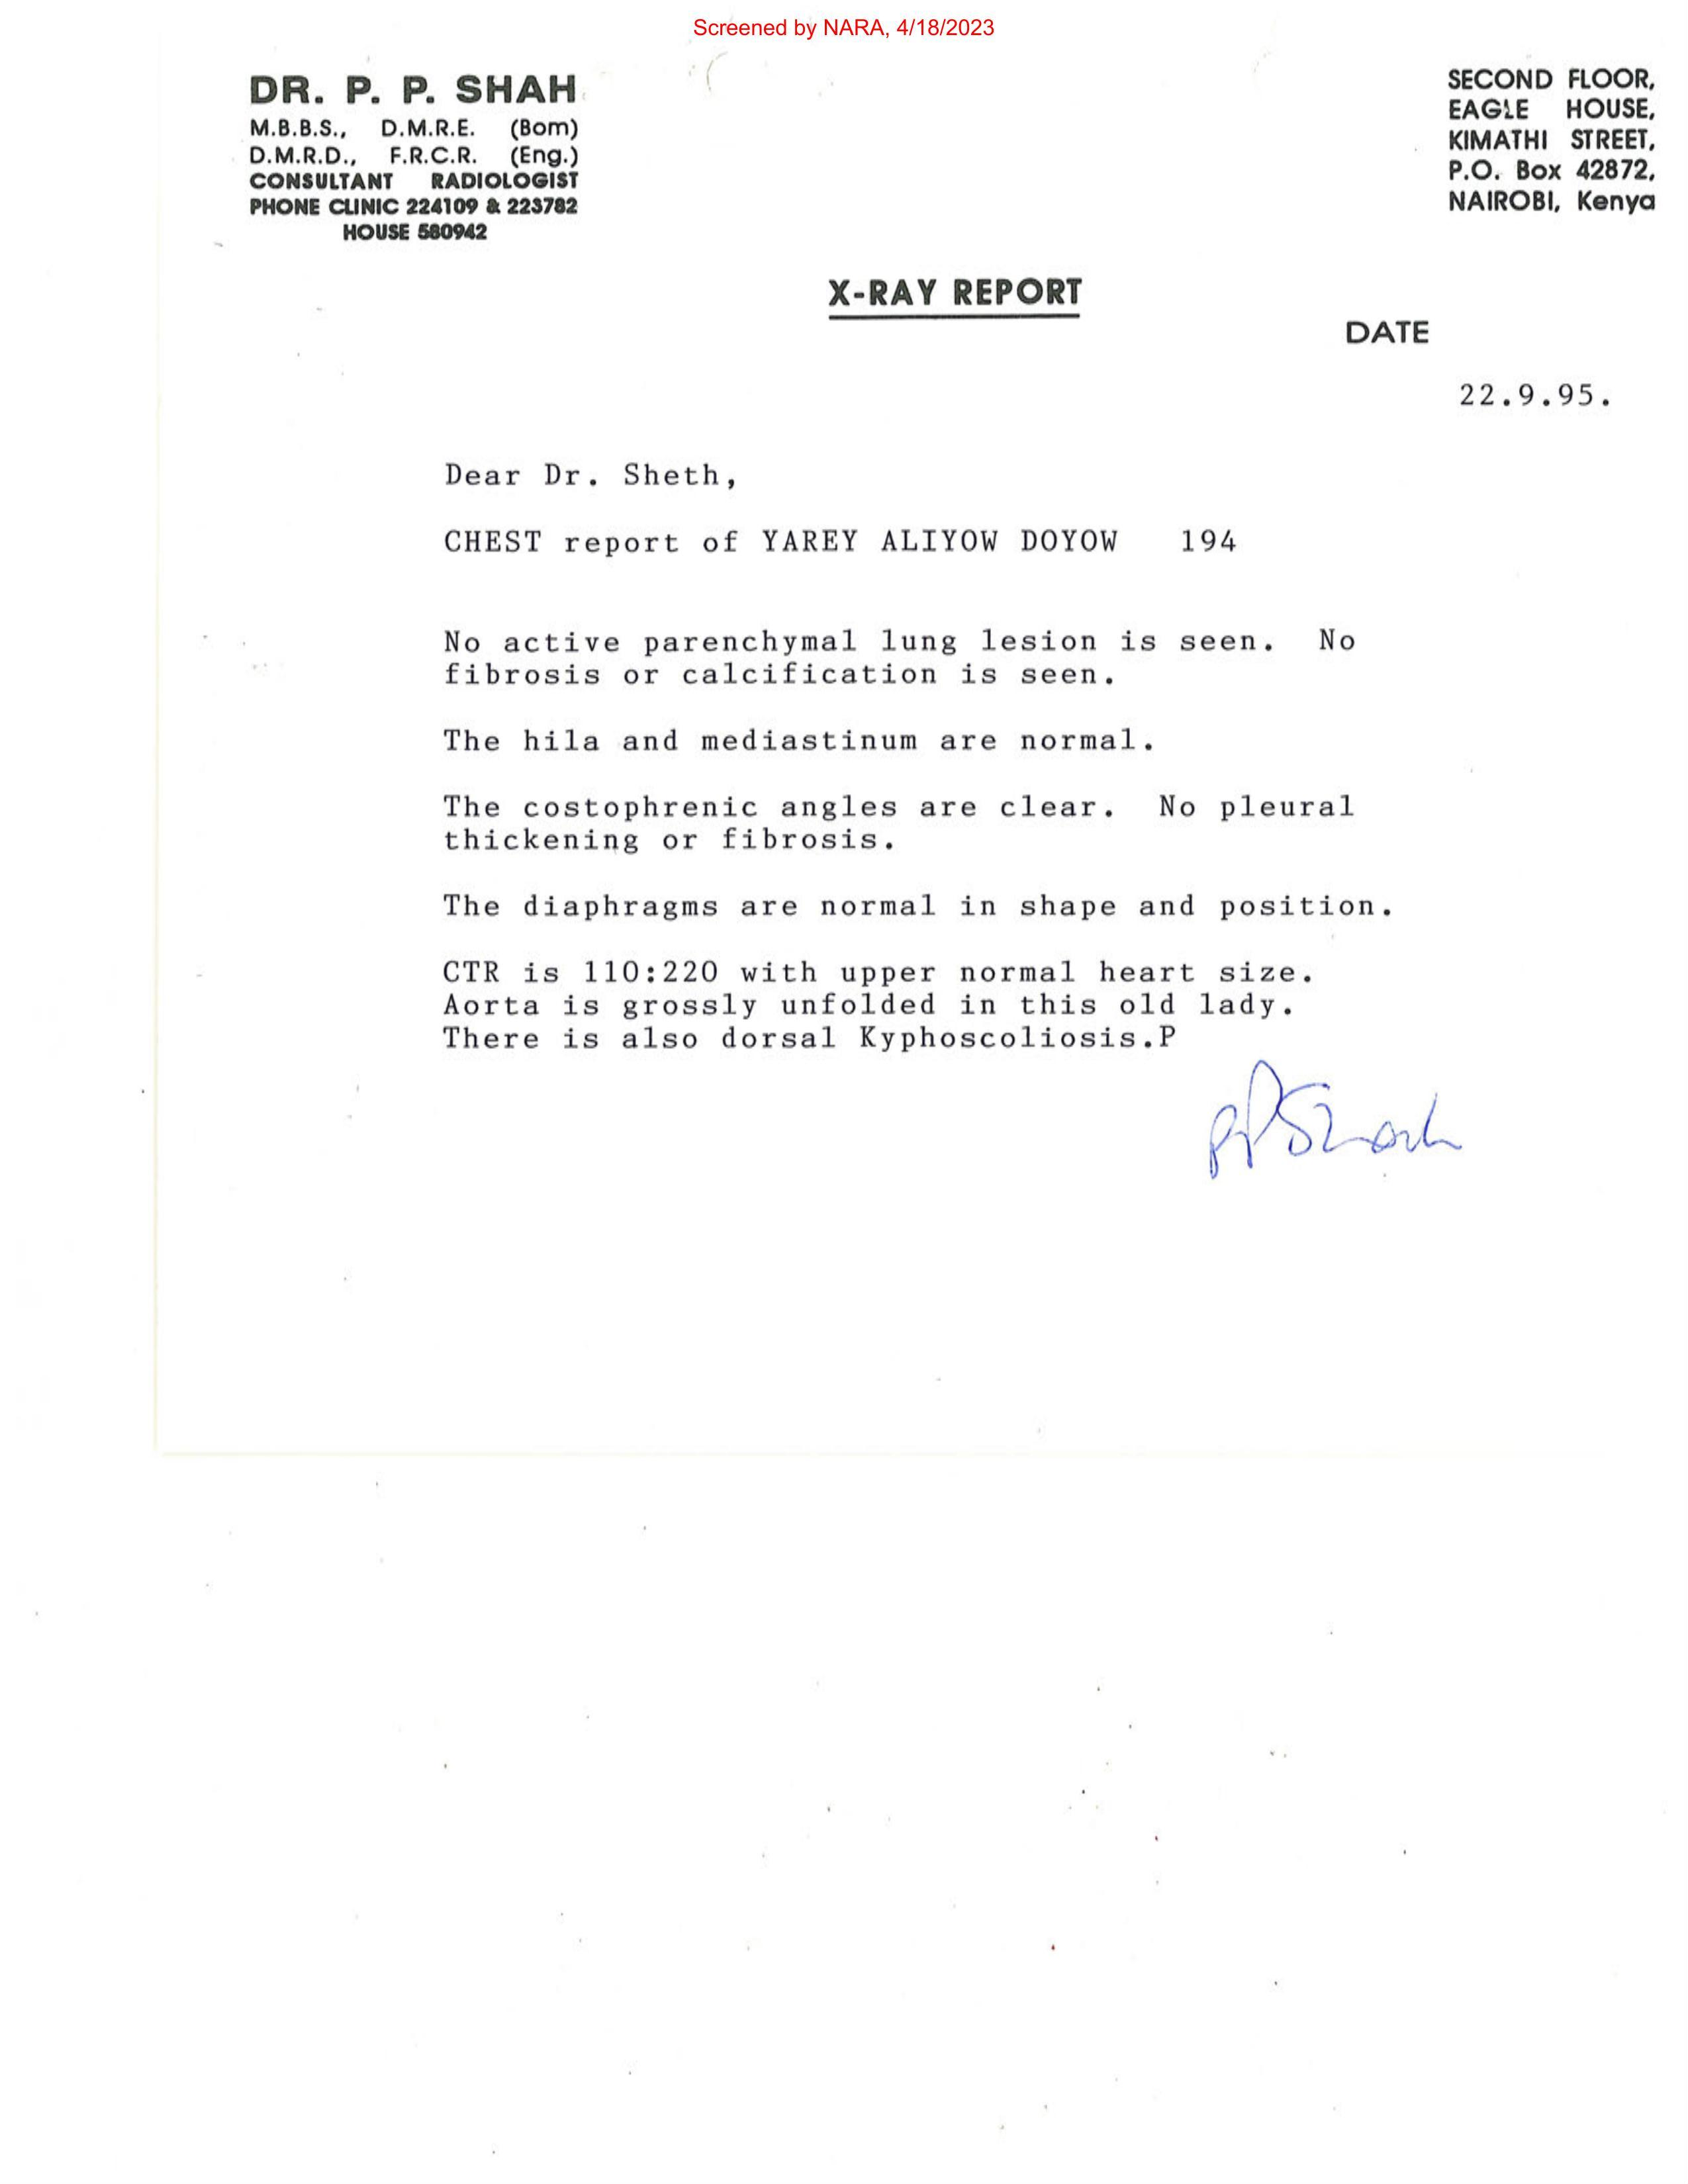 Screened by NARA, 4/18/2023
DR. P. P. SHAH
M.B.B.S., D.M.R.E. (Bom)
D.M.R.D., F.R.C.R. (Eng.)
CONSULTANT RADIOLOGIST
PHONE CLINIC 224109 & 223782
HOUSE 580942
SECOND FLOOR,
EAGLE HOUSE,
KIMATHI STREET,
P.O. Box 42872,
NAIROBI, Kenya
X-RAY REPORT
DATE
22.9.95.
Dear Dr. Sheth,
CHEST report of YAREY ALIYOW DOYOW 194
No active parenchymal lung lesion is seen. No
fibrosis or calcification is seen.
The hila and mediastinum are normal.
The costophrenic angles are clear. No pleural
thickening or fibrosis.
The diaphragms are normal in shape and position.
CTR is 110:220 with upper normal heart size.
Aorta is grossly unfolded in this old lady.
There is also dorsal Kyphoscoliosis.P
PPShah